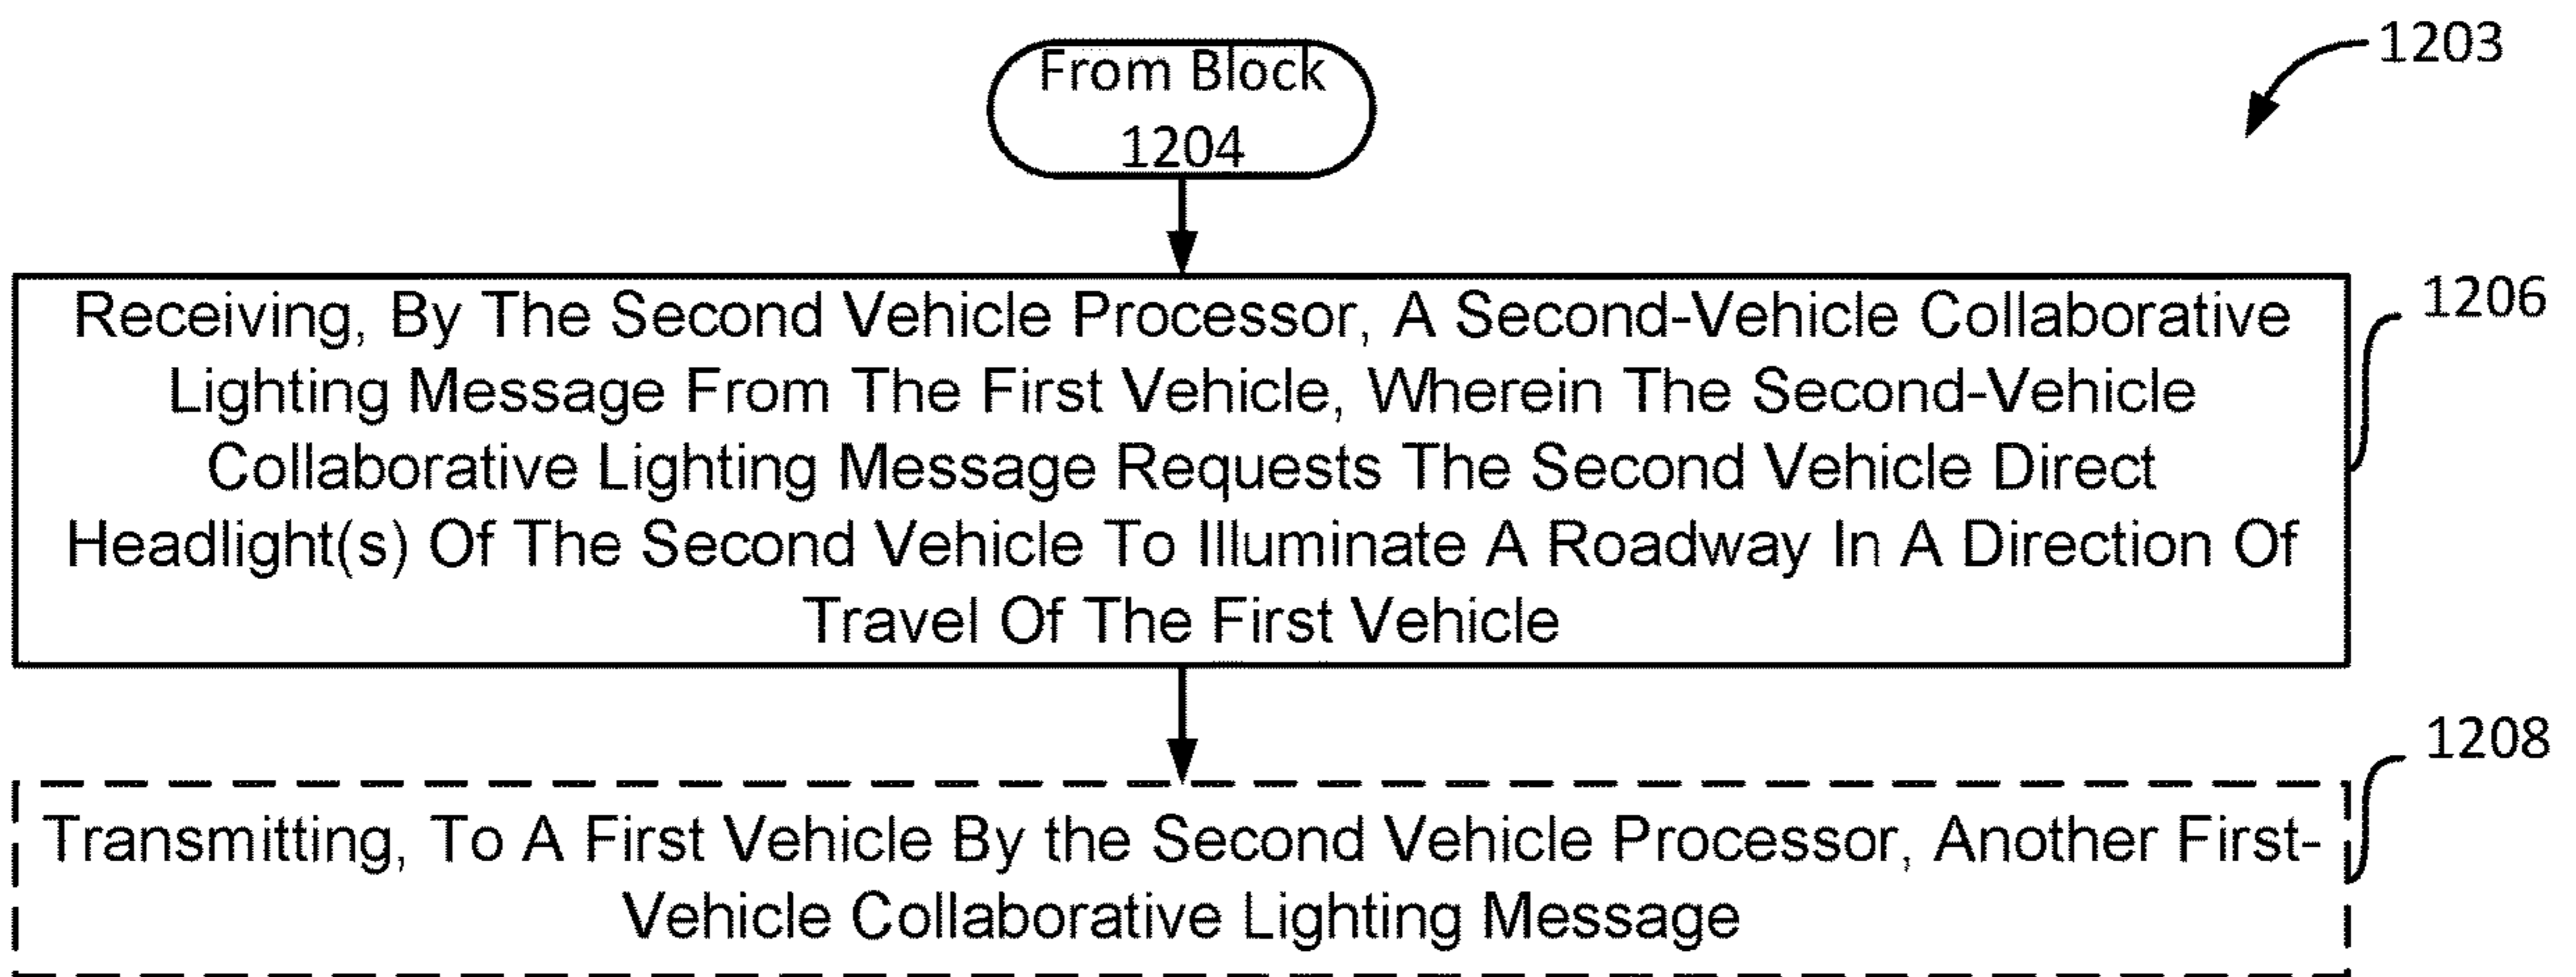 From Block
1204
1203
Receiving, By The Second Vehicle Processor, A Second-Vehicle Collaborative
Lighting Message From The First Vehicle, Wherein The Second-Vehicle
Collaborative Lighting Message Requests The Second Vehicle Direct
Headlight(s) Of The Second Vehicle To Illuminate A Roadway In A Direction Of
Travel Of The First Vehicle
1206
Transmitting, To A First Vehicle By the Second Vehicle Processor, Another First-
Vehicle Collaborative Lighting Message
1208